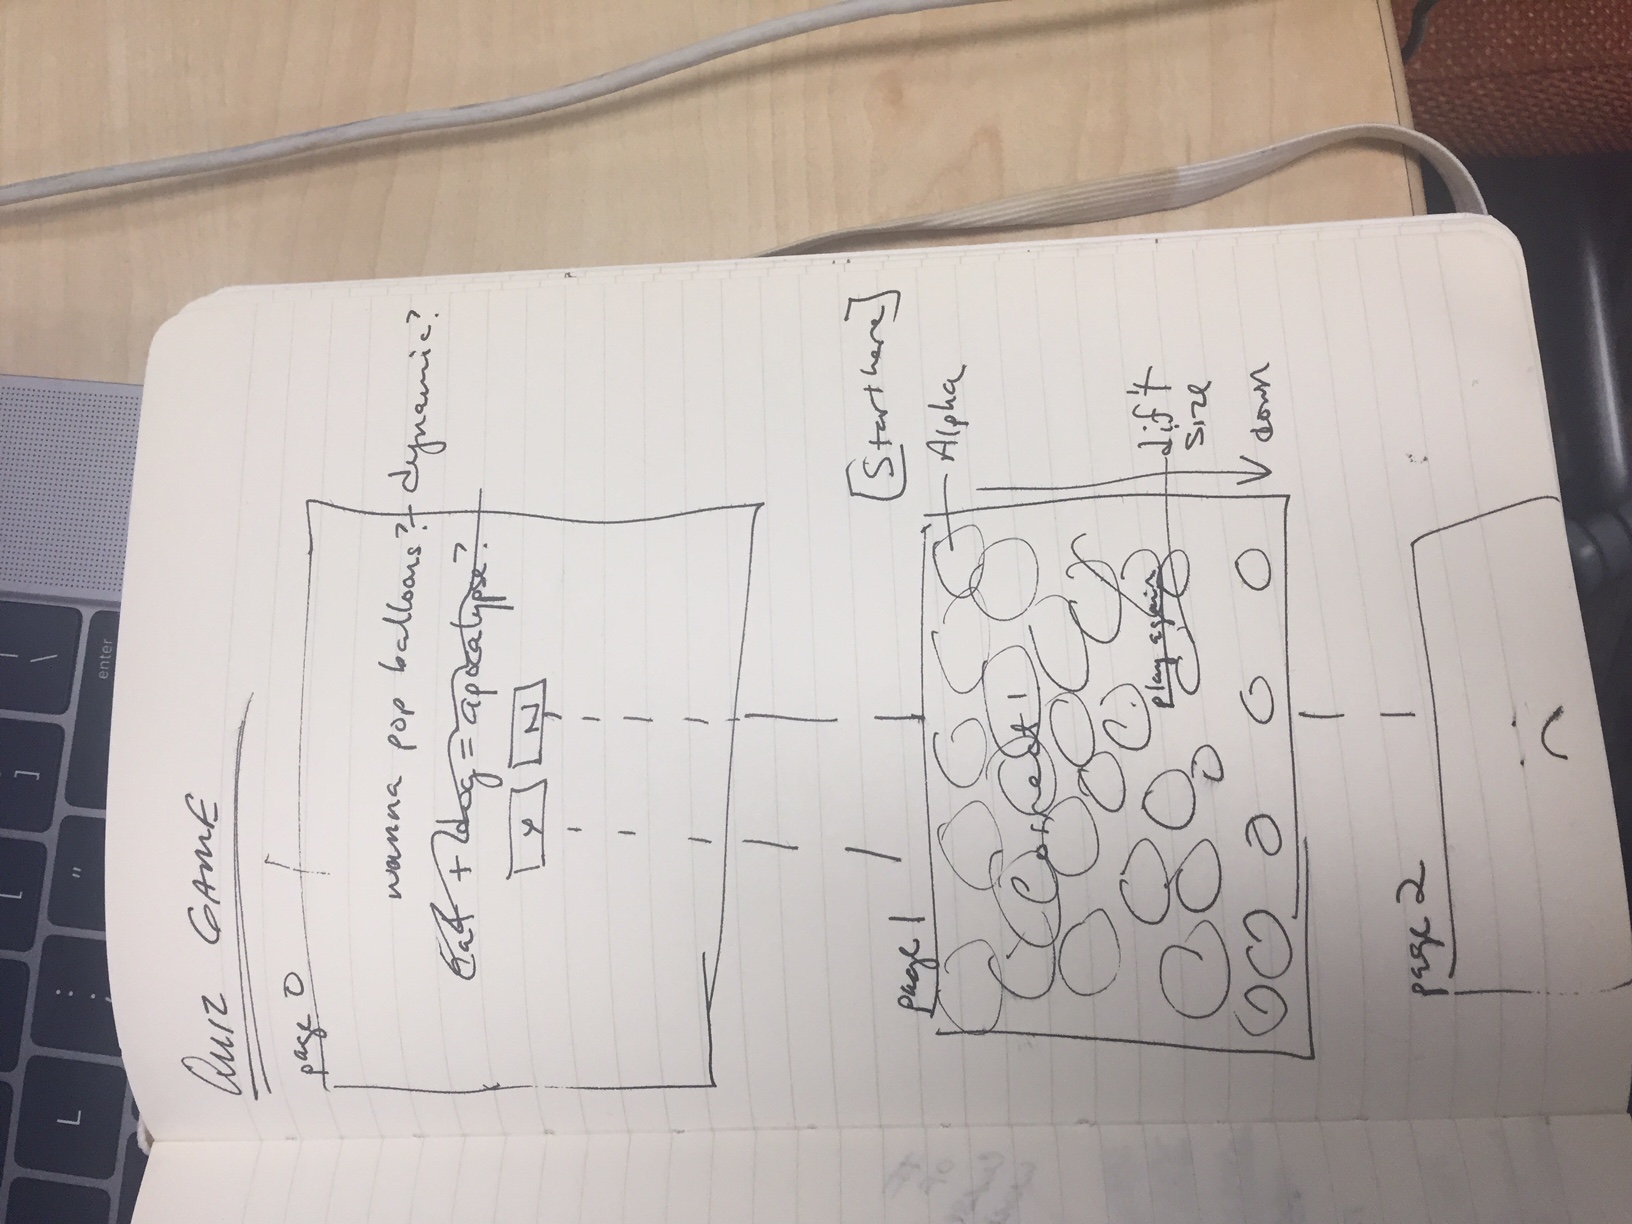 [
]
|
\
L
:
;
"
'
enter
QUIZ GAME
page 0
wanna pop balloons? dynamic?
Cat + dog = apocalypse?
Y N
[Start here]
page 1
Alpha
Correct!
play again
dif't
size
down
page 2